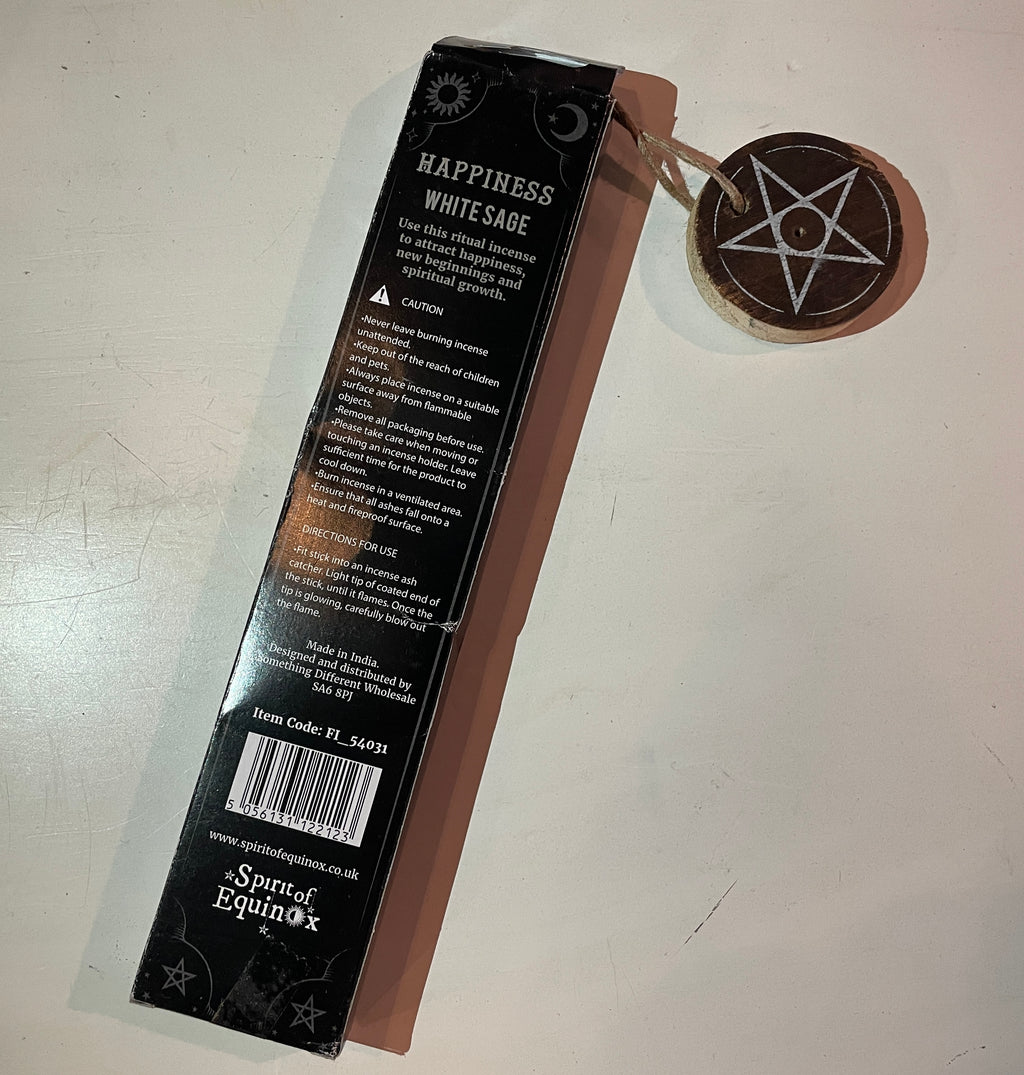 HAPPINESS
WHITE SAGE
Use this ritual incense
to attract happiness,
new beginnings and
spiritual growth.
CAUTION
•Never leave burning incense
unattended.
•Keep out of the reach of children
and pets.
•Always place incense on a suitable
surface away from flammable
objects.
•Remove all packaging before use.
•Please take care when moving or
touching an incense holder. Leave
sufficient time for the product to
cool down.
•Burn incense in a ventilated area.
•Ensure that all ashes fall onto a
heat and fireproof surface.
DIRECTIONS FOR USE
•Fit stick into an incense ash
catcher. Light tip of coated end of
the stick, until it flames. Once the
tip is glowing, carefully blow out
the flame.
Made in India.
Designed and distributed by
Something Different Wholesale
SA6 8PJ
Item Code: FI_54031
5 056131 122123
www.spiritofequinox.co.uk
Spirit of
Equinox